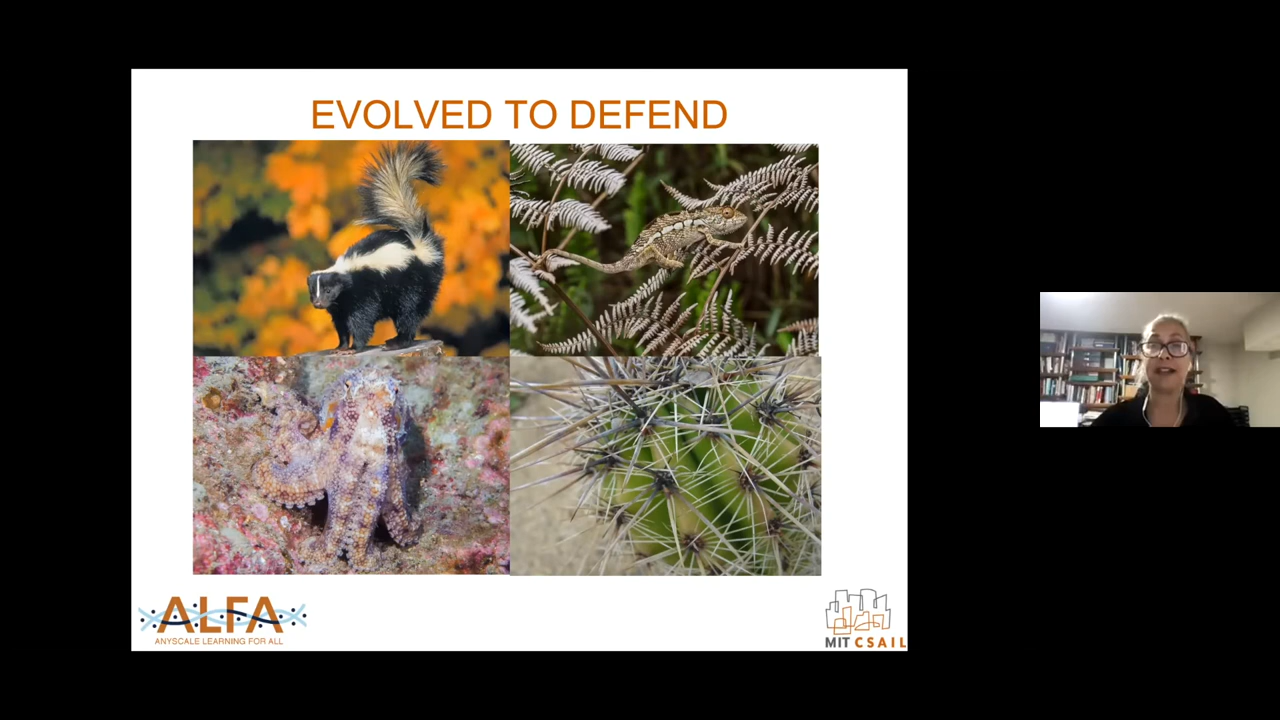 EVOLVED TO DEFEND
ALFA
ANYSCALE LEARNING FOR ALL
MIT CSAIL